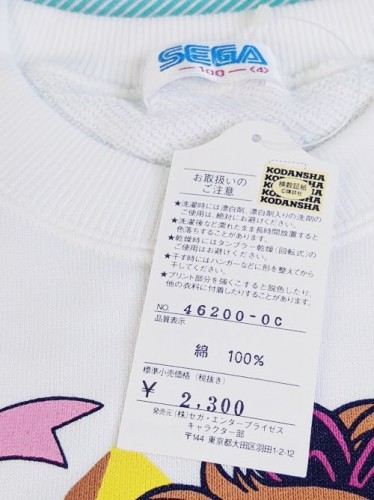 SEGA
100 (4)
お取扱いの
ご注意
KODANSHA
KODANSHA
検数証紙
©講談社
KODANSHA
KODANSHA
★洗濯時には漂白剤、漂白剤入りの洗剤の
ご使用は、絶対にお避けください。
★洗濯後など濡れたまま長時間放置すると
色落ちすることがあります。
★乾燥時にはタンブラー乾燥(回転式)の
ご使用はお避けください。
★干す時にはハンガーなどに形を整えてから
干してください。
★プリント部分を強くこすると脱色したり、
他の衣料に付着したりすることがあります。
NO. 46200-0C
品質表示
綿 100%
標準小売価格(税抜き)
¥ 2,300
発売元(株)セガ・エンタープライゼス
キャラクター部
〒144 東京都大田区羽田1-2-12